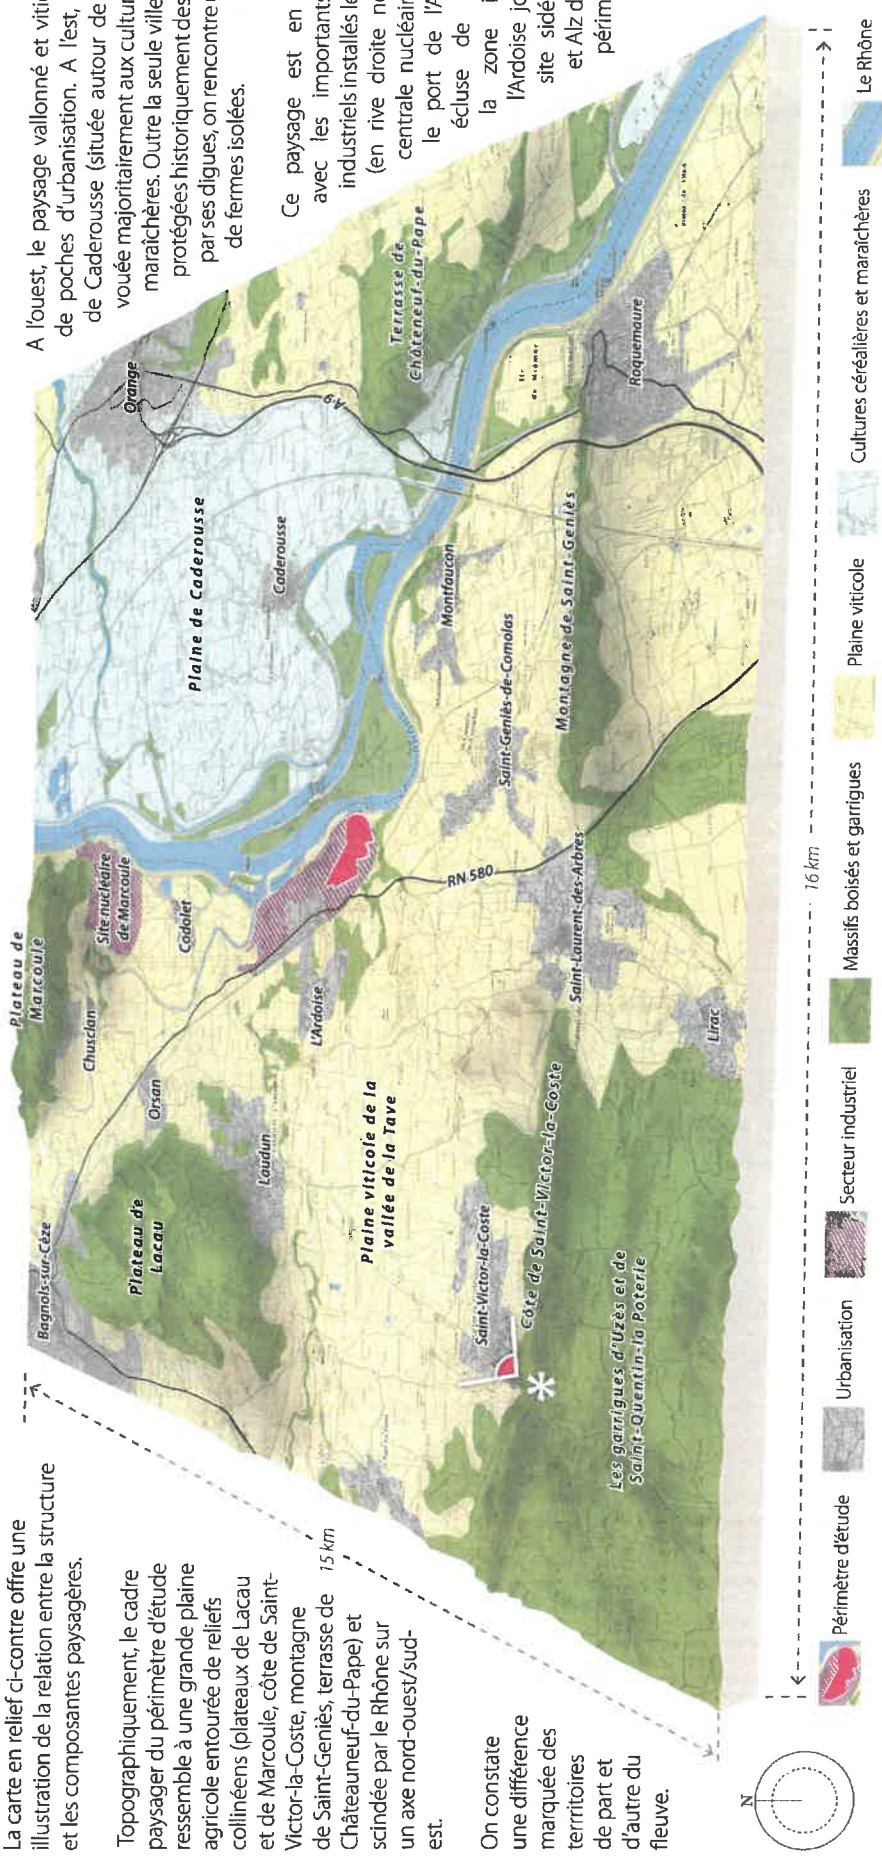 La carte en relief ci-contre offre une
illustration de la relation entre la structure
et les composantes paysagères.
Topographiquement, le cadre
paysager du périmètre d'étude
ressemble à une grande plaine
agricole entourée de reliefs
collinéens (plateaux de Lacau
et de Marcoule, côte de Saint-
Victor-la-Coste, montagne
de Saint-Geniès, terrasse de
Châteauneuf-du-Pape) et
scindée par le Rhône sur
un axe nord-ouest/sud-
est.
On constate
une différence
marquée des
terrritoires
de part et
d'autre du
fleuve.
A l'ouest, le paysage vallonné et
de poches d'urbanisation. A l'est,
de Caderousse (située autour de
vouée majoritairement aux
maraîchères. Outre la seule ville
protégées historiquement des
par ses digues, on rencontre
de fermes isolées.
Ce paysage est en
avec les importants
industriels installés
(en rive droite
centrale
le port de
écluse de
la zone
l'Ardoise
site
et Alz
Plateau de
Marcoule
Bagnols-sur-Cèze
Chusclan
Site nucléaire
de Marcoule
Orange
Orsan
Codolet
Plaine de Caderousse
Plateau de
Lacau
Laudun
L'Ardoise
Caderousse
A9
Terrasse de
Châteneuf-du-Pape
Plaine viticole de la
vallée de la Tave
RN 580
Montfaucon
Saint-Victor-la-Coste
Saint-Geniès-de-Comolas
Ile
de Miémar
Côte de Saint-Victor-la-Coste
Saint-Laurent-des-Arbres
Montagne de Saint-Geniès
Roquemaure
Les garrigues d'Uzès et de
Saint-Quentin-la Poterie
Lirac
15 km
16 km
N
Périmètre d'étude
Urbanisation
Secteur industriel
Massifs boisés et garrigues
Plaine viticole
Cultures céréalières et maraîchères
Le Rhône